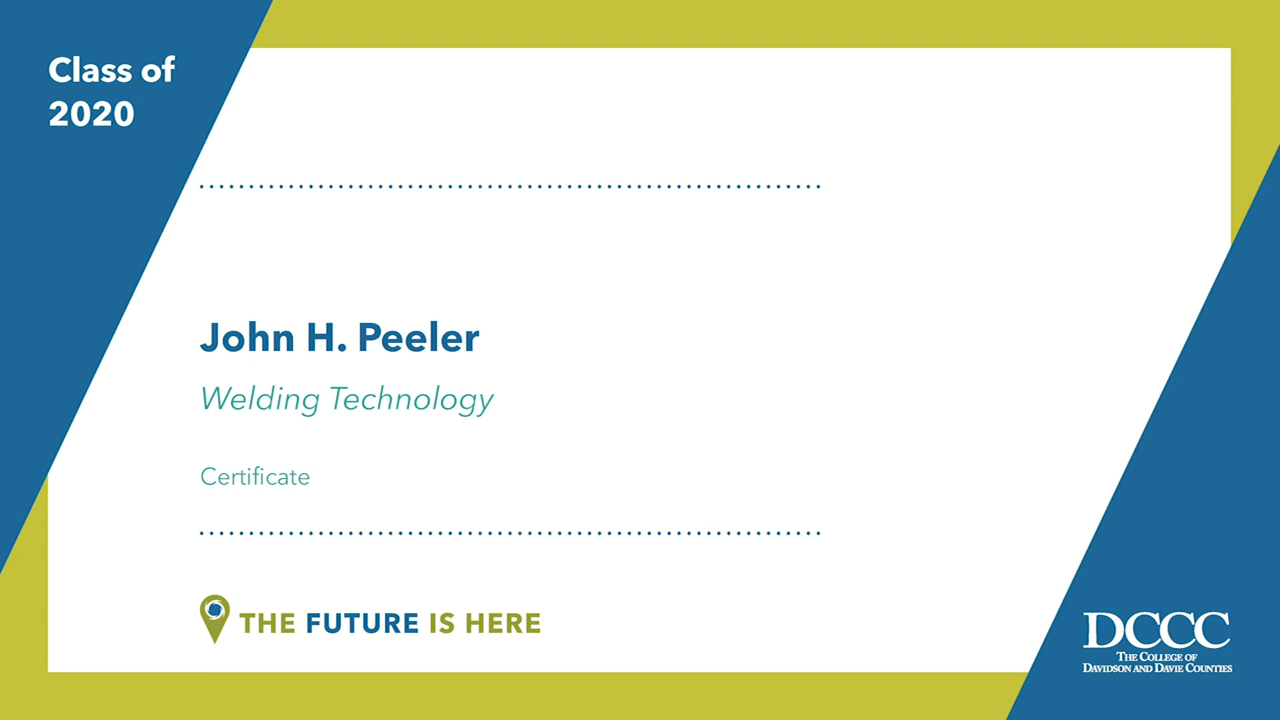 Class of
2020
John H. Peeler
Welding Technology
Certificate
THE FUTURE IS HERE
DCCC
THE COLLEGE OF
DAVIDSON AND DAVIE COUNTIES